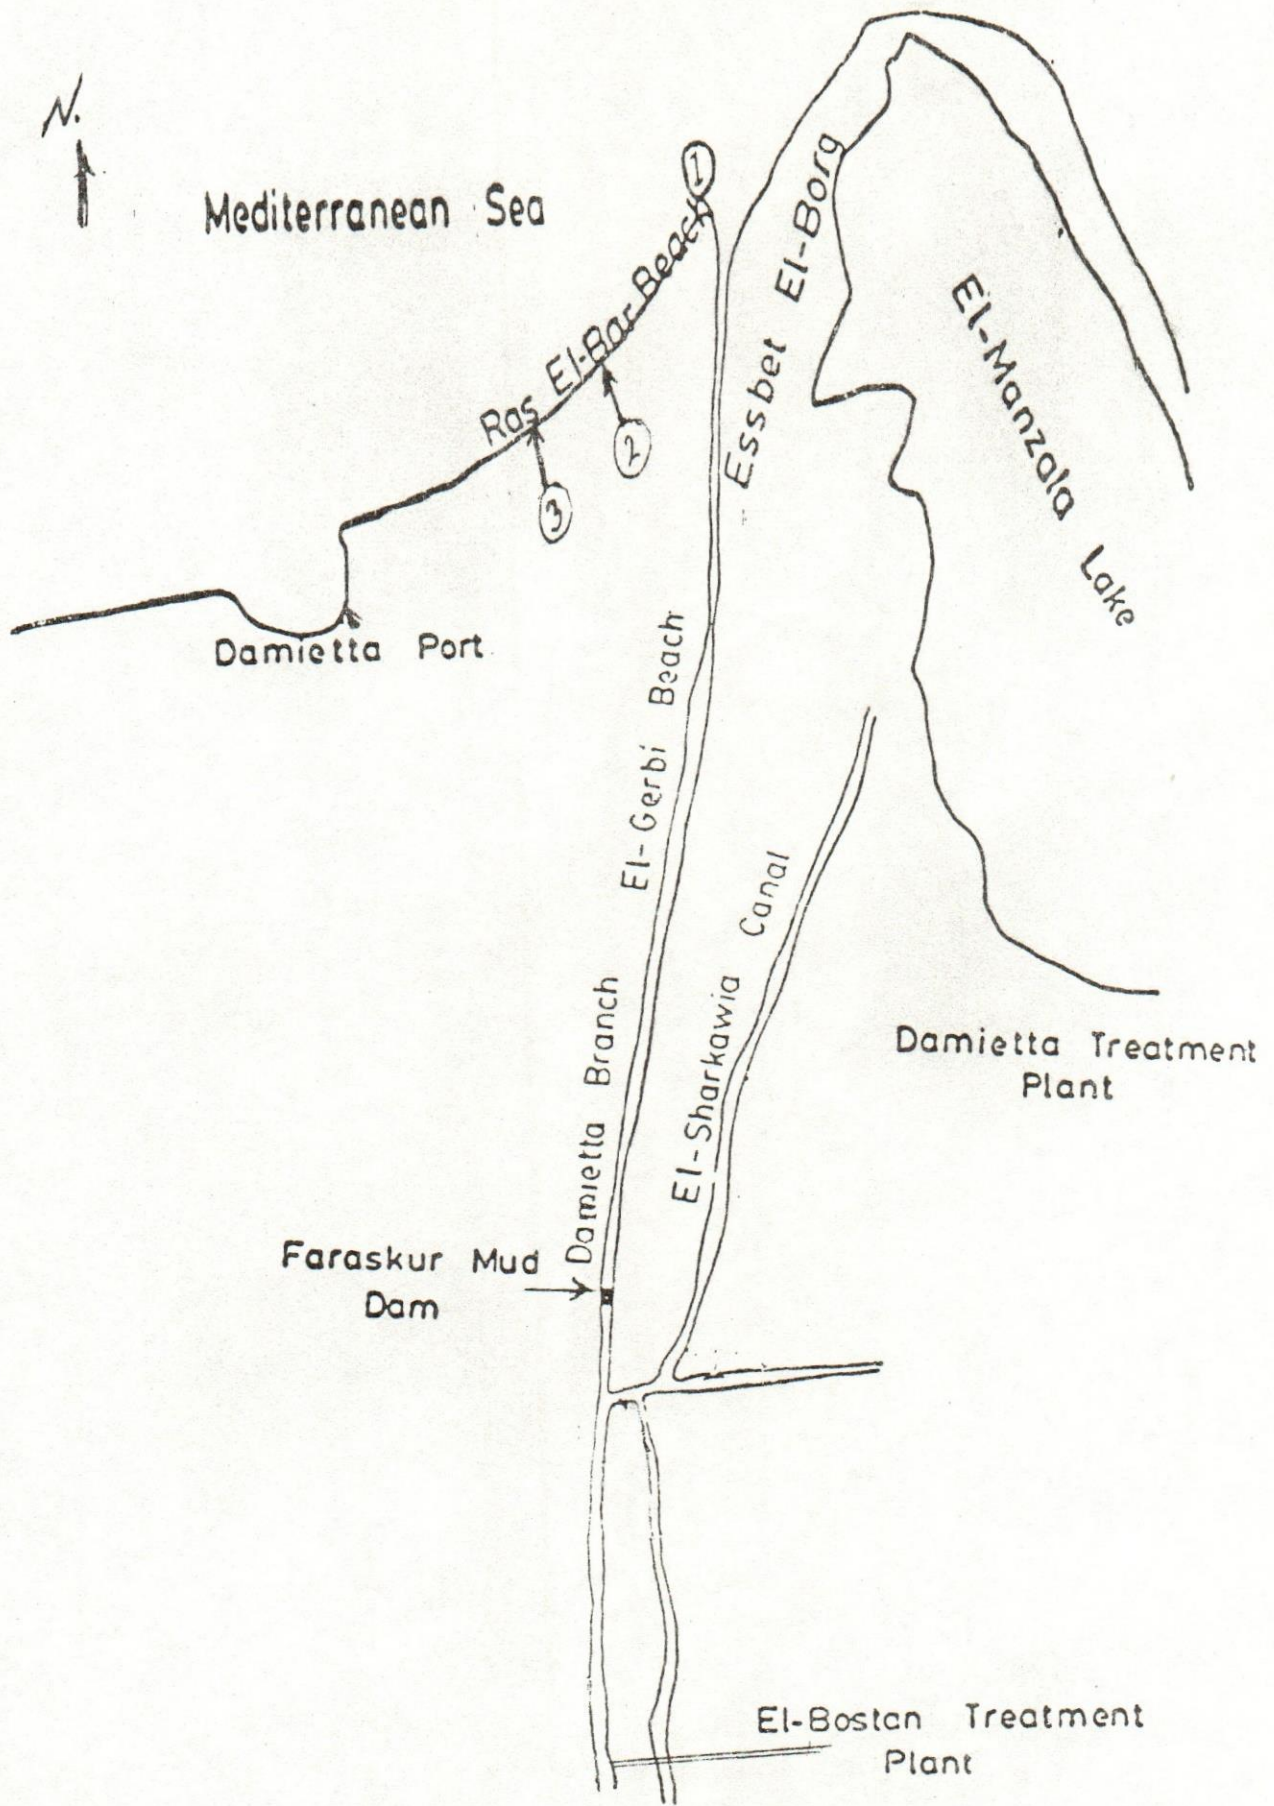 N.
Mediterranean Sea
1
Ras El-Bar Beach
2
3
Essbet El-Borg
El-Manzala Lake
Damietta Port
El-Gerbi Beach
El-Sharkawia Canal
Damietta Branch
Damietta Treatment
Plant
Faraskur Mud
Dam
El-Bostan Treatment
Plant